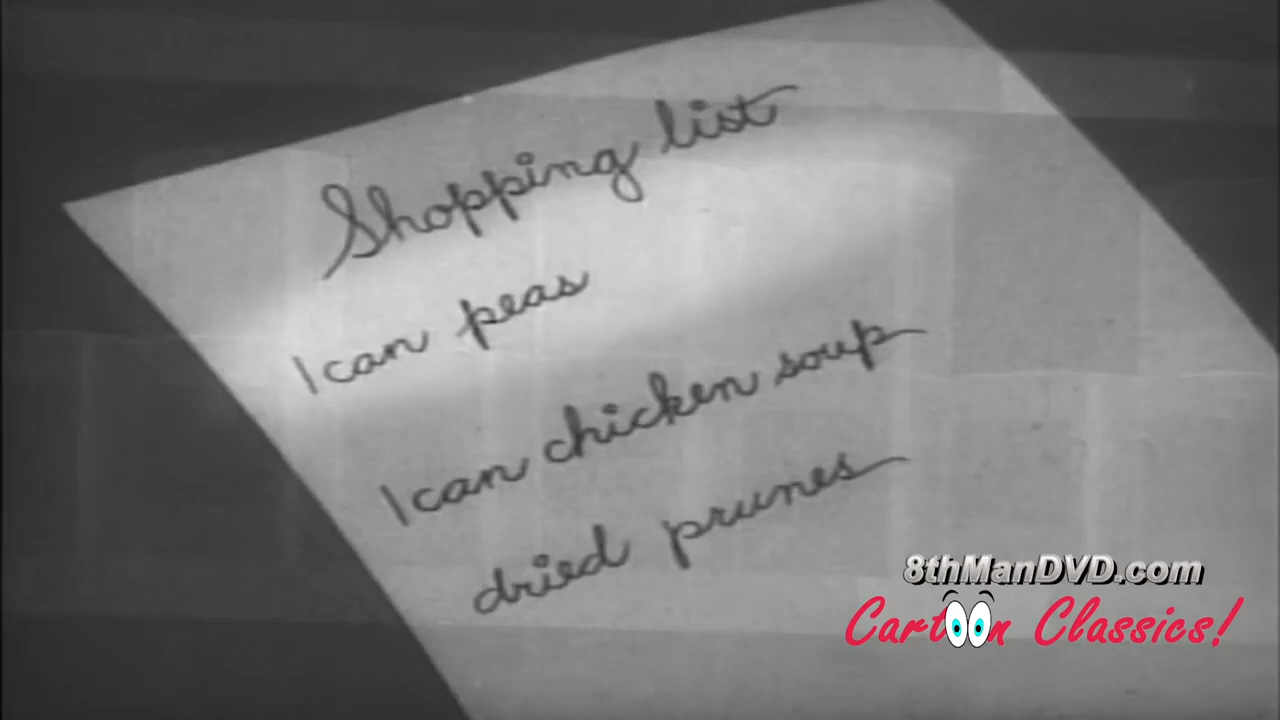 Shopping list
1 can peas
1 can chicken soup
dried prunes
8thManDVD.com
Cartoon Classics!